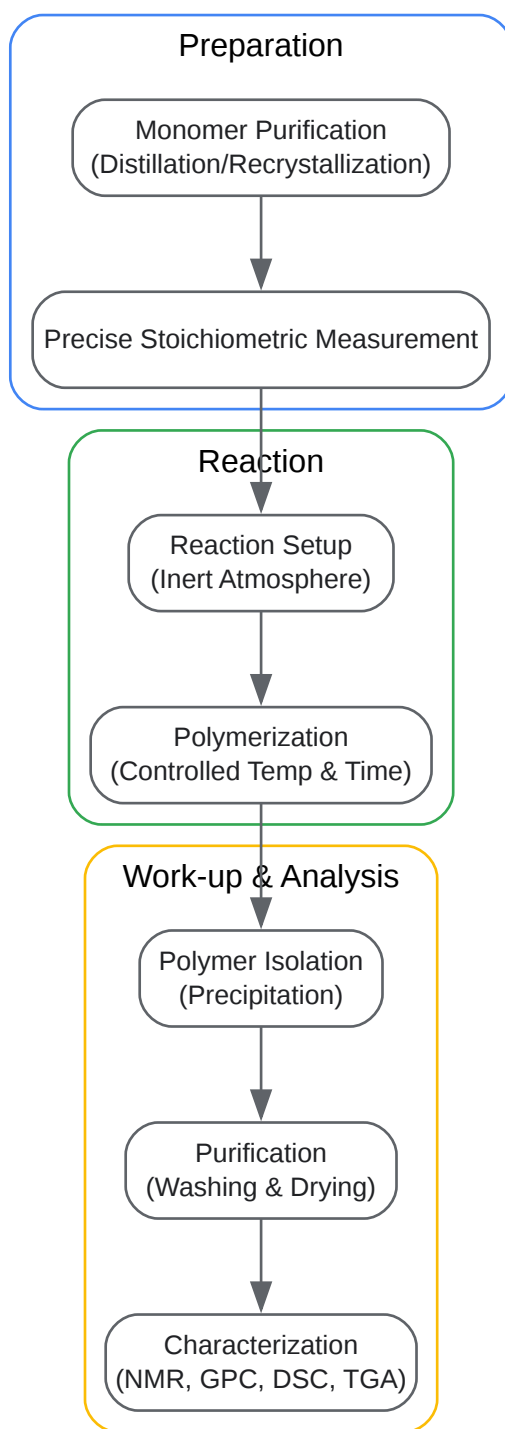 Preparation
Monomer Purification
(Distillation/Recrystallization)
Precise Stoichiometric Measurement
Reaction
Reaction Setup
(Inert Atmosphere)
Polymerization
(Controlled Temp & Time)
Work-up & Analysis
Polymer Isolation
(Precipitation)
Purification
(Washing & Drying)
Characterization
(NMR, GPC, DSC, TGA)